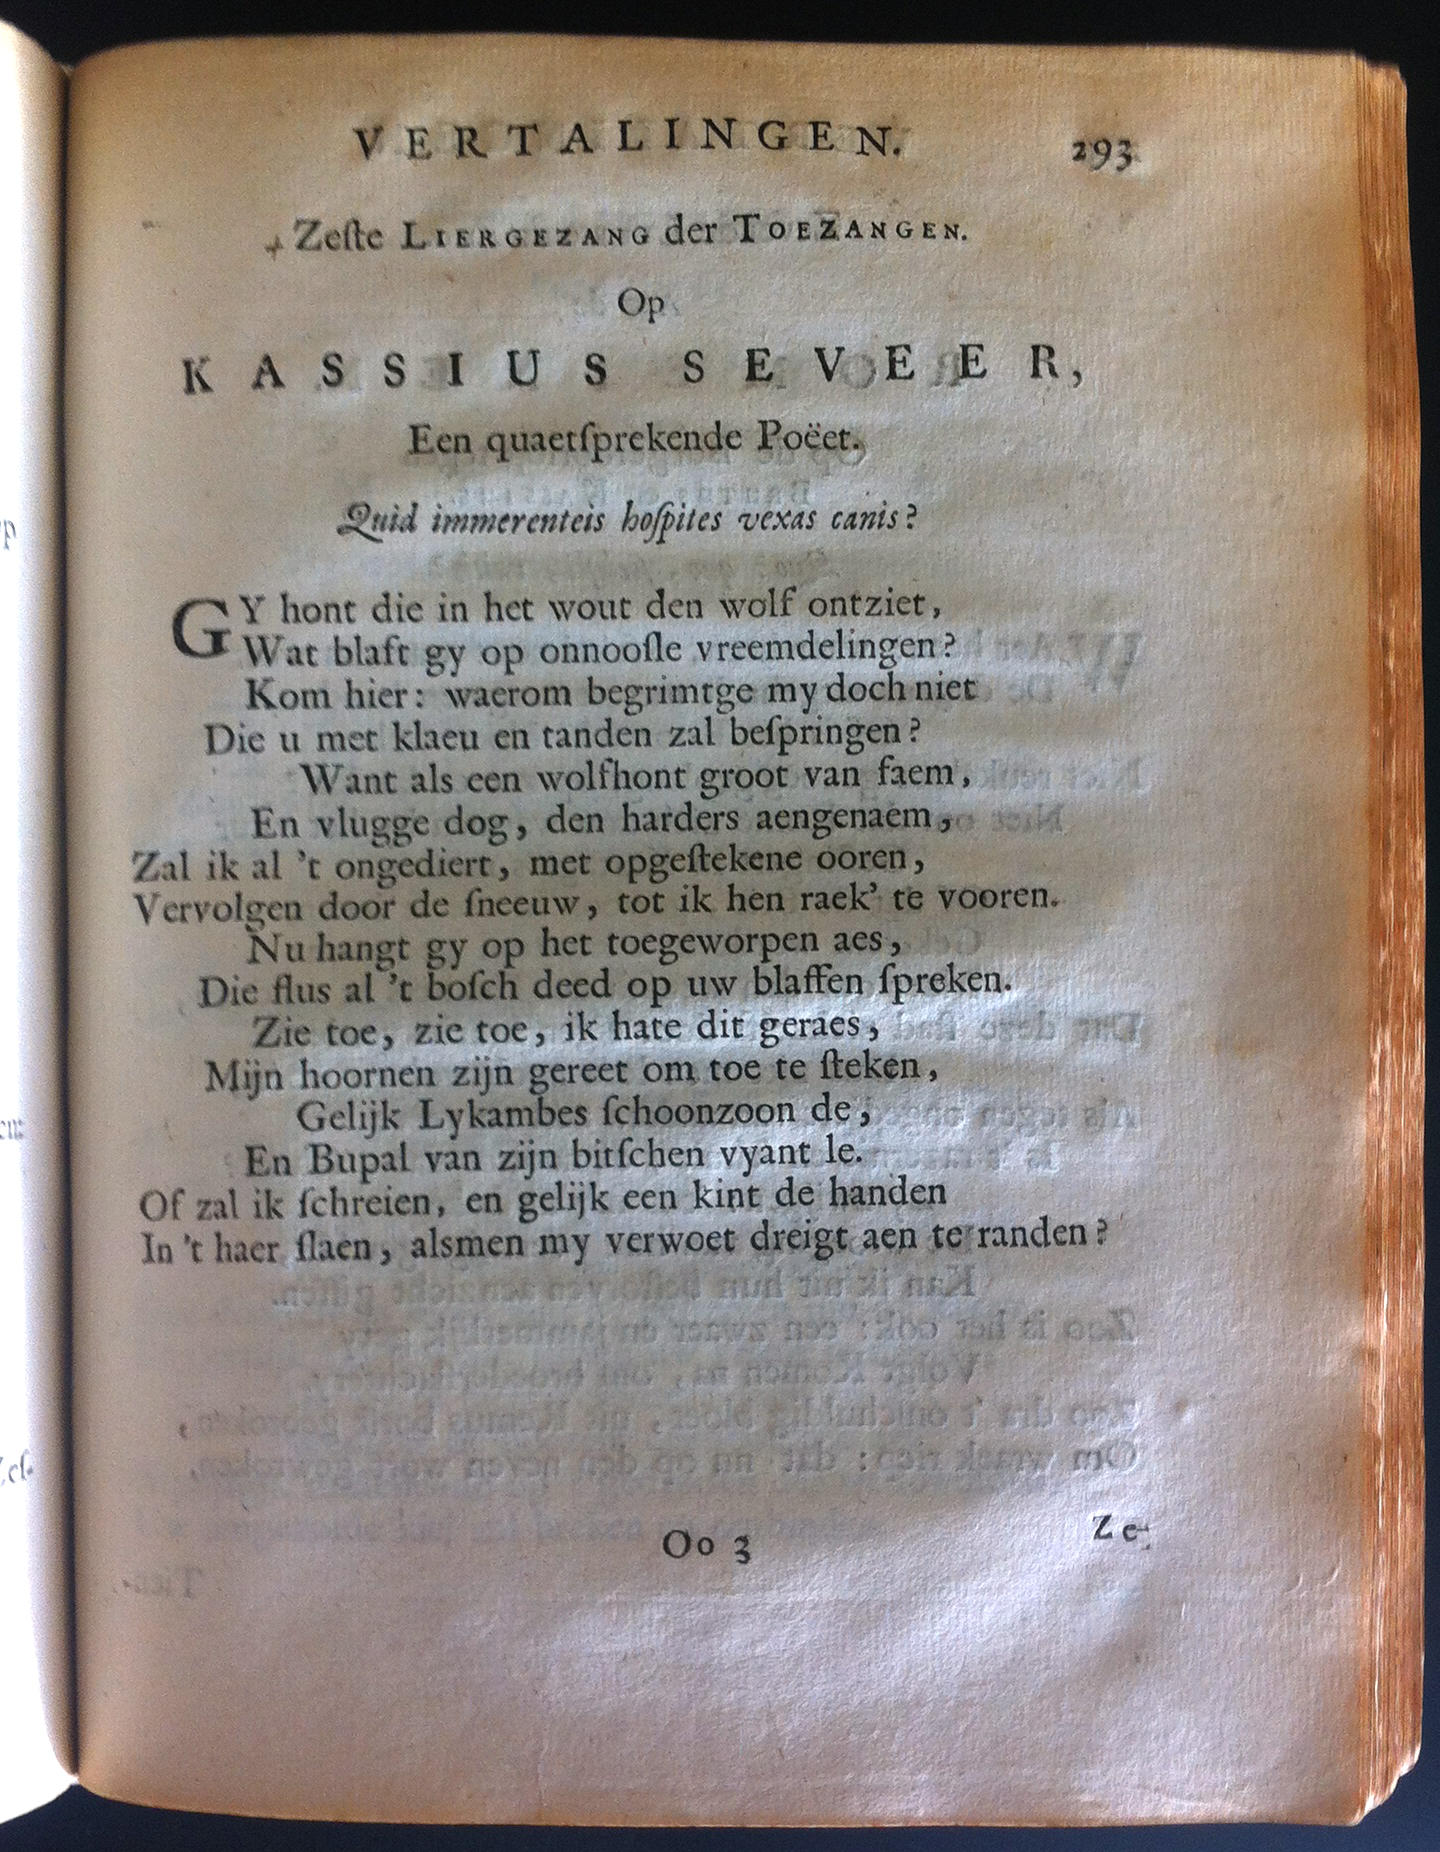 VERTALINGEN. 293
Zeſte LIERGEZANG der TOEZANGEN.
Op
KASSIUS SEVEER,
Een quaetſprekende Poëet.
Quid immerenteis hoſpites vexas canis?
GY hont die in het wout den wolf ontziet,
Wat blaft gy op onnooſle vreemdelingen?
Kom hier: waerom begrimtge my doch niet
Die u met klaeu en tanden zal beſpringen?
Want als een wolfhont groot van faem,
En vlugge dog, den harders aengenaem,
Zal ik al 't ongediert, met opgeſtekene ooren,
Vervolgen door de ſneeuw, tot ik hen raek' te vooren.
Nu hangt gy op het toegeworpen aes,
Die flus al 't boſch deed op uw blaffen ſpreken.
Zie toe, zie toe, ik hate dit geraes,
Mijn hoornen zijn gereet om toe te ſteken,
Gelijk Lykambes ſchoonzoon de,
En Bupal van zijn bitſchen vyant le.
Of zal ik ſchreien, en gelijk een kint de handen
In 't haer ſlaen, alsmen my verwoet dreigt aen te randen?
Oo 3 Ze-